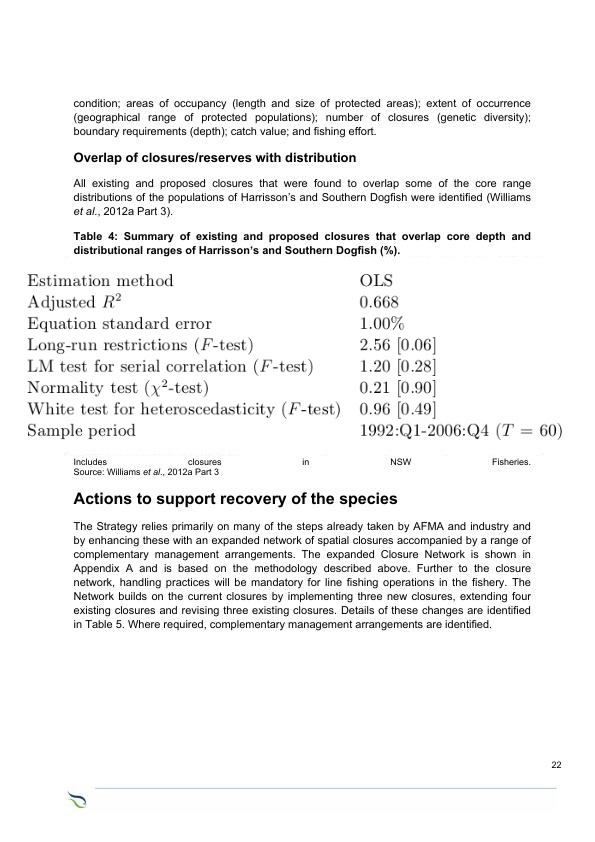 condition; areas of occupancy (length and size of protected areas); extent of occurrence
(geographical range of protected populations); number of closures (genetic diversity);
boundary requirements (depth); catch value; and fishing effort.
Overlap of closures/reserves with distribution
All existing and proposed closures that were found to overlap some of the core range
distributions of the populations of Harrisson's and Southern Dogfish were identified (Williams
et al., 2012a Part 3).
Table 4: Summary of existing and proposed closures that overlap core depth and
distributional ranges of Harrisson's and Southern Dogfish (%).
Estimation method OLS
Adjusted R² 0.668
Equation standard error 1.00%
Long-run restrictions (F-test) 2.56 [0.06]
LM test for serial correlation (F-test) 1.20 [0.28]
Normality test (χ²-test) 0.21 [0.90]
White test for heteroscedasticity (F-test) 0.96 [0.49]
Sample period 1992:Q1-2006:Q4 (T = 60)
Includes closures in NSW Fisheries.
Source: Williams et al., 2012a Part 3
Actions to support recovery of the species
The Strategy relies primarily on many of the steps already taken by AFMA and industry and
by enhancing these with an expanded network of spatial closures accompanied by a range of
complementary management arrangements. The expanded Closure Network is shown in
Appendix A and is based on the methodology described above. Further to the closure
network, handling practices will be mandatory for line fishing operations in the fishery. The
Network builds on the current closures by implementing three new closures, extending four
existing closures and revising three existing closures. Details of these changes are identified
in Table 5. Where required, complementary management arrangements are identified.
22